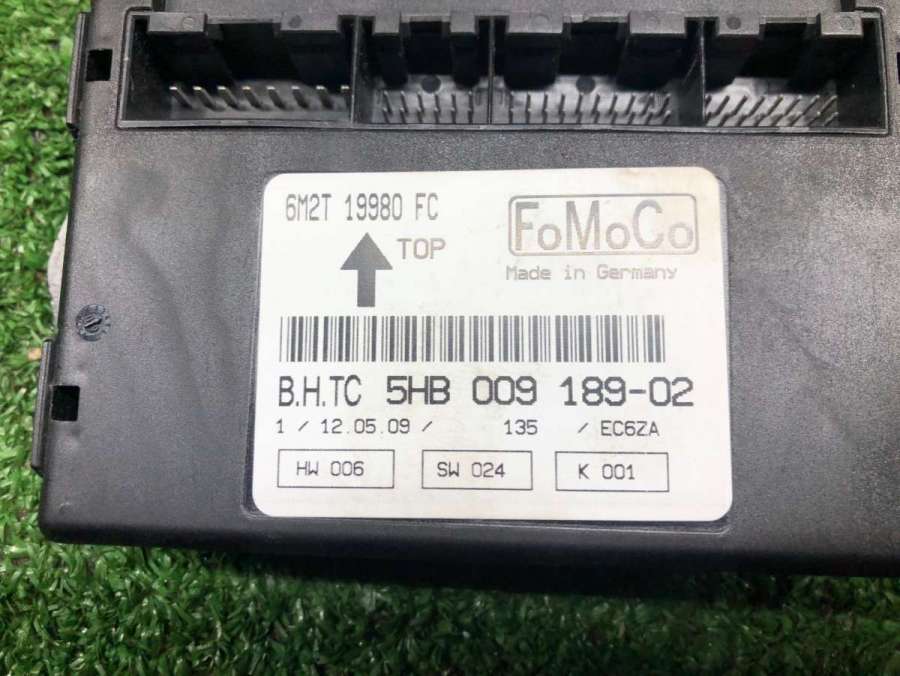 6M2T 19980 FC
FoMoCo
TOP
Made in Germany
B.H.TC 5HB 009 189-02
1 / 12.05.09 / 135 / EC6ZA
HW 006 SW 024 K 001